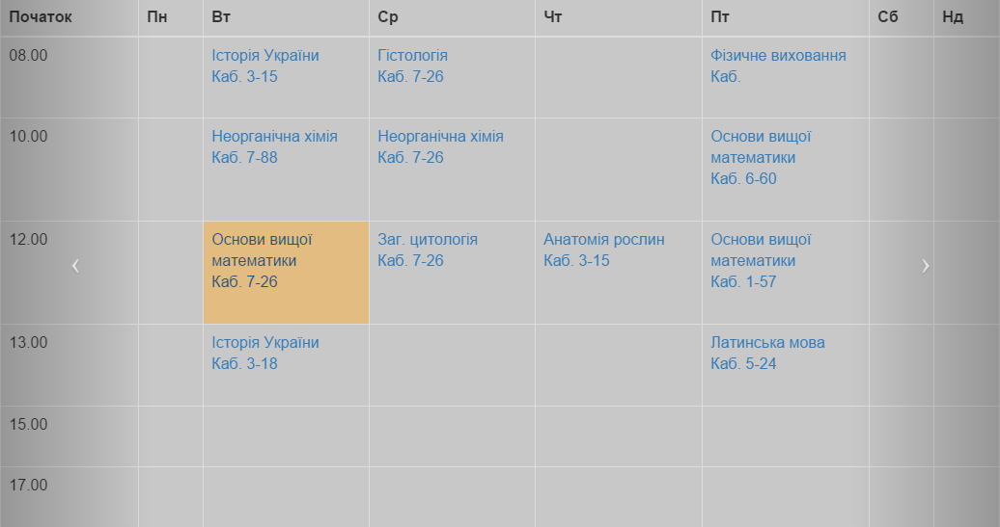 Початок Пн Вт Ср Чт Пт Сб Нд
08.00
Історія України
Каб. 3-15
Гістологія
Каб. 7-26
Фізичне виховання
Каб.
10.00
Неорганічна хімія
Каб. 7-88
Неорганічна хімія
Каб. 7-26
Основи вищої
математики
Каб. 6-60
12.00
Основи вищої
математики
Каб. 7-26
Заг. цитологія
Каб. 7-26
Анатомія рослин
Каб. 3-15
Основи вищої
математики
Каб. 1-57
13.00
Історія України
Каб. 3-18
Латинська мова
Каб. 5-24
15.00
17.00